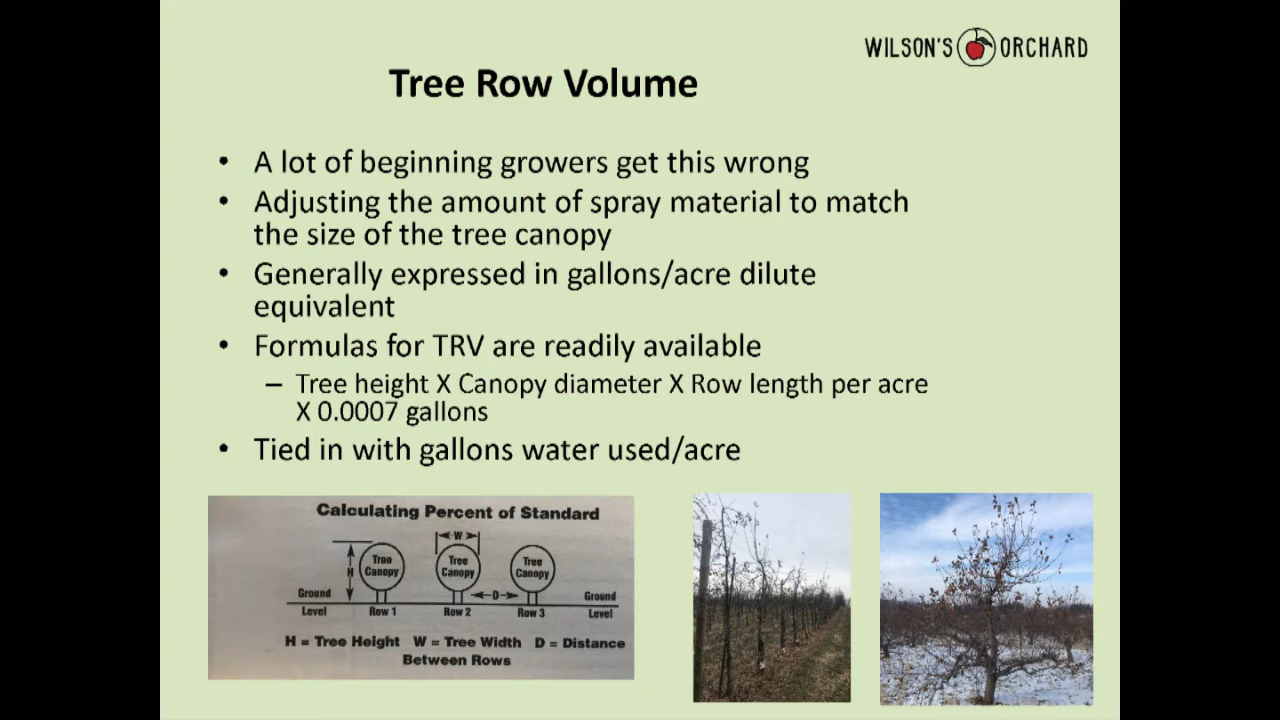 WILSON'S ORCHARD
Tree Row Volume
• A lot of beginning growers get this wrong
• Adjusting the amount of spray material to match
the size of the tree canopy
• Generally expressed in gallons/acre dilute
equivalent
• Formulas for TRV are readily available
– Tree height X Canopy diameter X Row length per acre
X 0.0007 gallons
• Tied in with gallons water used/acre
Calculating Percent of Standard
W
H
Tree
Canopy
Tree
Canopy
Tree
Canopy
D
Ground
Level
Row 1
Row 2
Row 3
Ground
Level
H = Tree Height W = Tree Width D = Distance
Between Rows